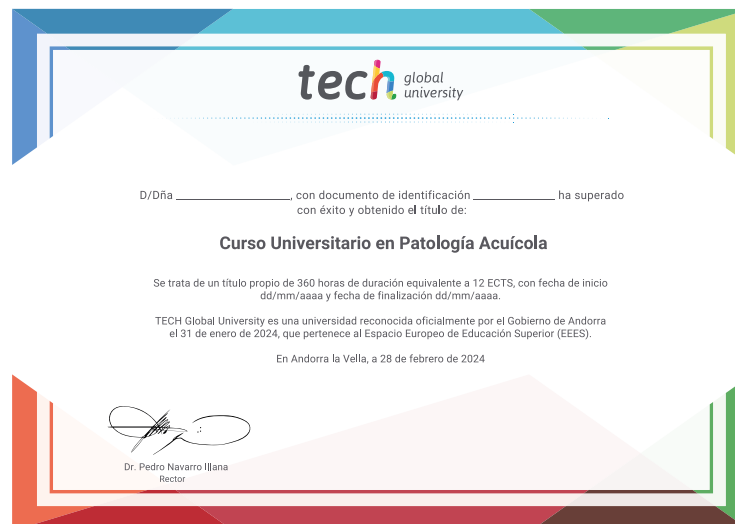 tech global
university
D/Dña ____________________, con documento de identificación ______________ ha superado
con éxito y obtenido el título de:
Curso Universitario en Patología Acuícola
Se trata de un título propio de 360 horas de duración equivalente a 12 ECTS, con fecha de inicio
dd/mm/aaaa y fecha de finalización dd/mm/aaaa.
TECH Global University es una universidad reconocida oficialmente por el Gobierno de Andorra
el 31 de enero de 2024, que pertenece al Espacio Europeo de Educación Superior (EEES).
En Andorra la Vella, a 28 de febrero de 2024
Dr. Pedro Navarro Illana
Rector